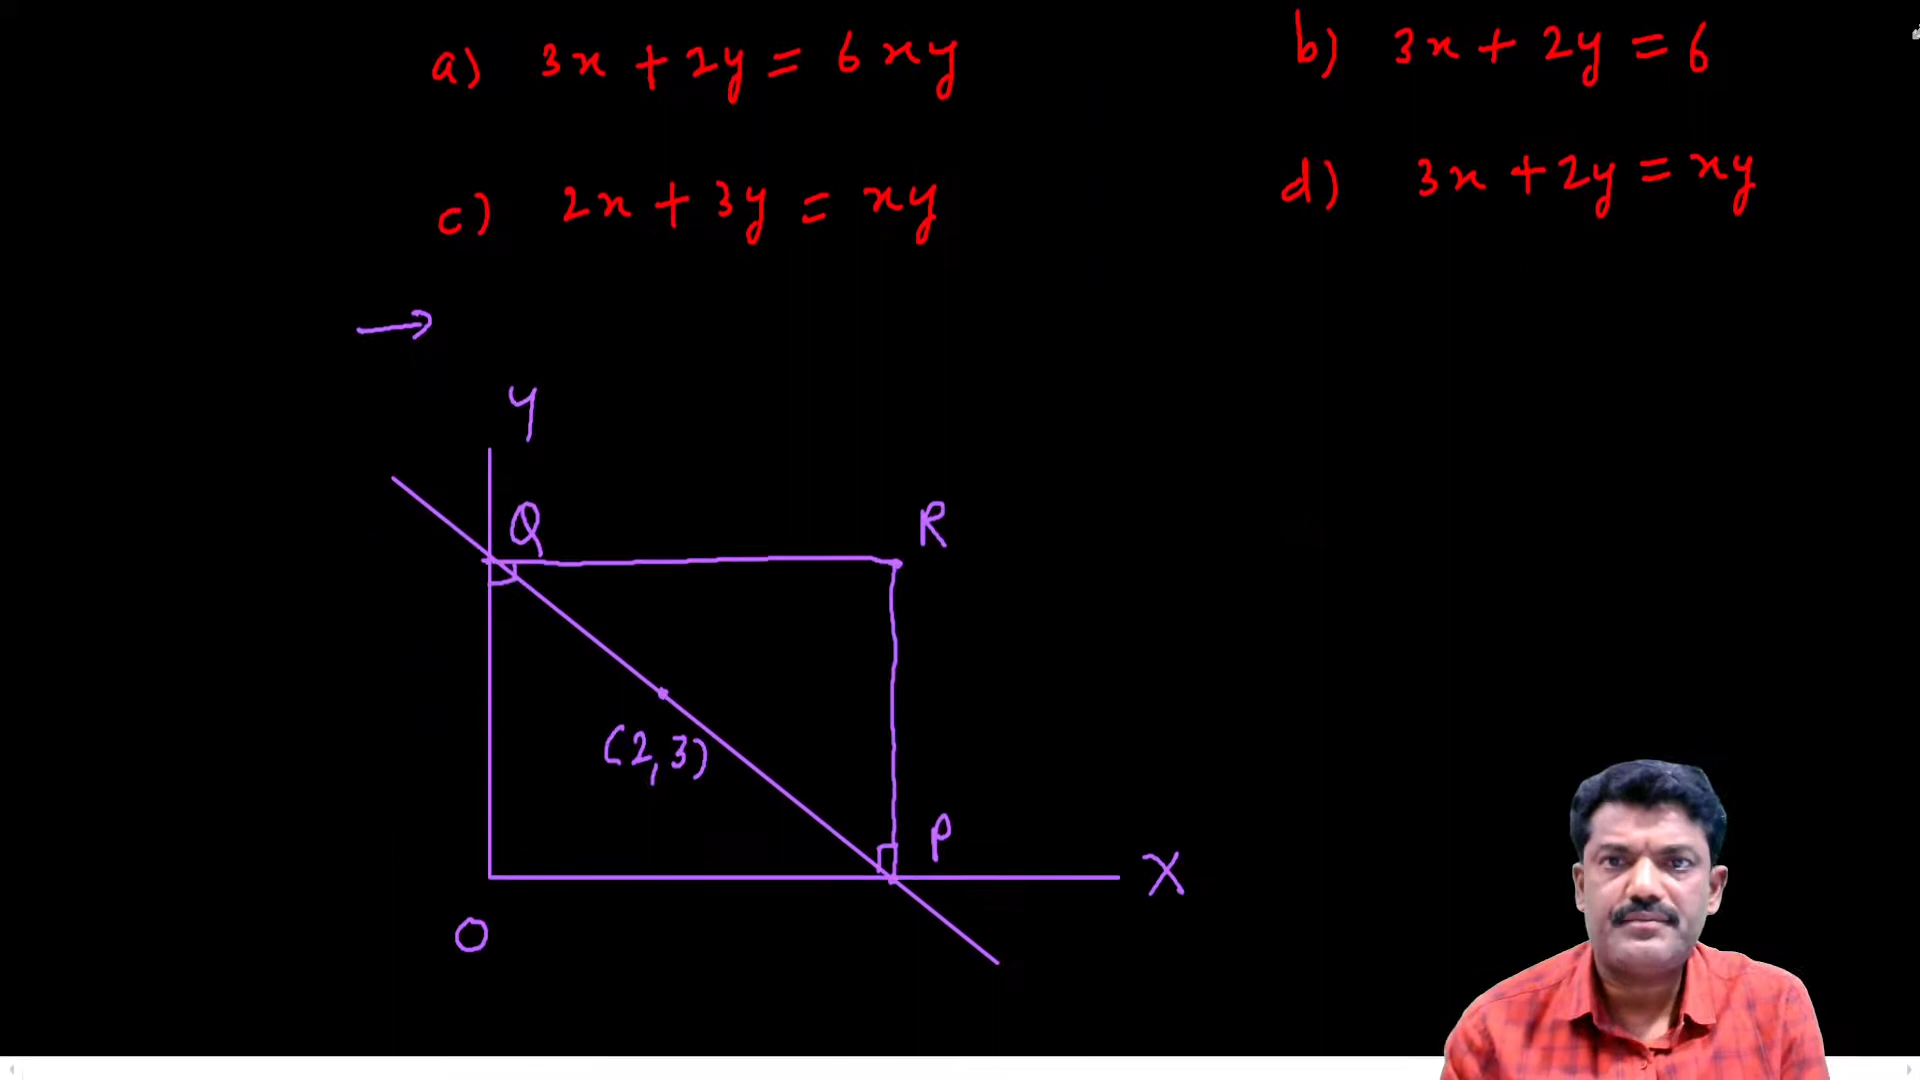 a) 3x + 2y = 6xy
b) 3x + 2y = 6
c) 2x + 3y = xy
d) 3x + 2y = xy
Y
Q
R
(2,3)
P
X
O